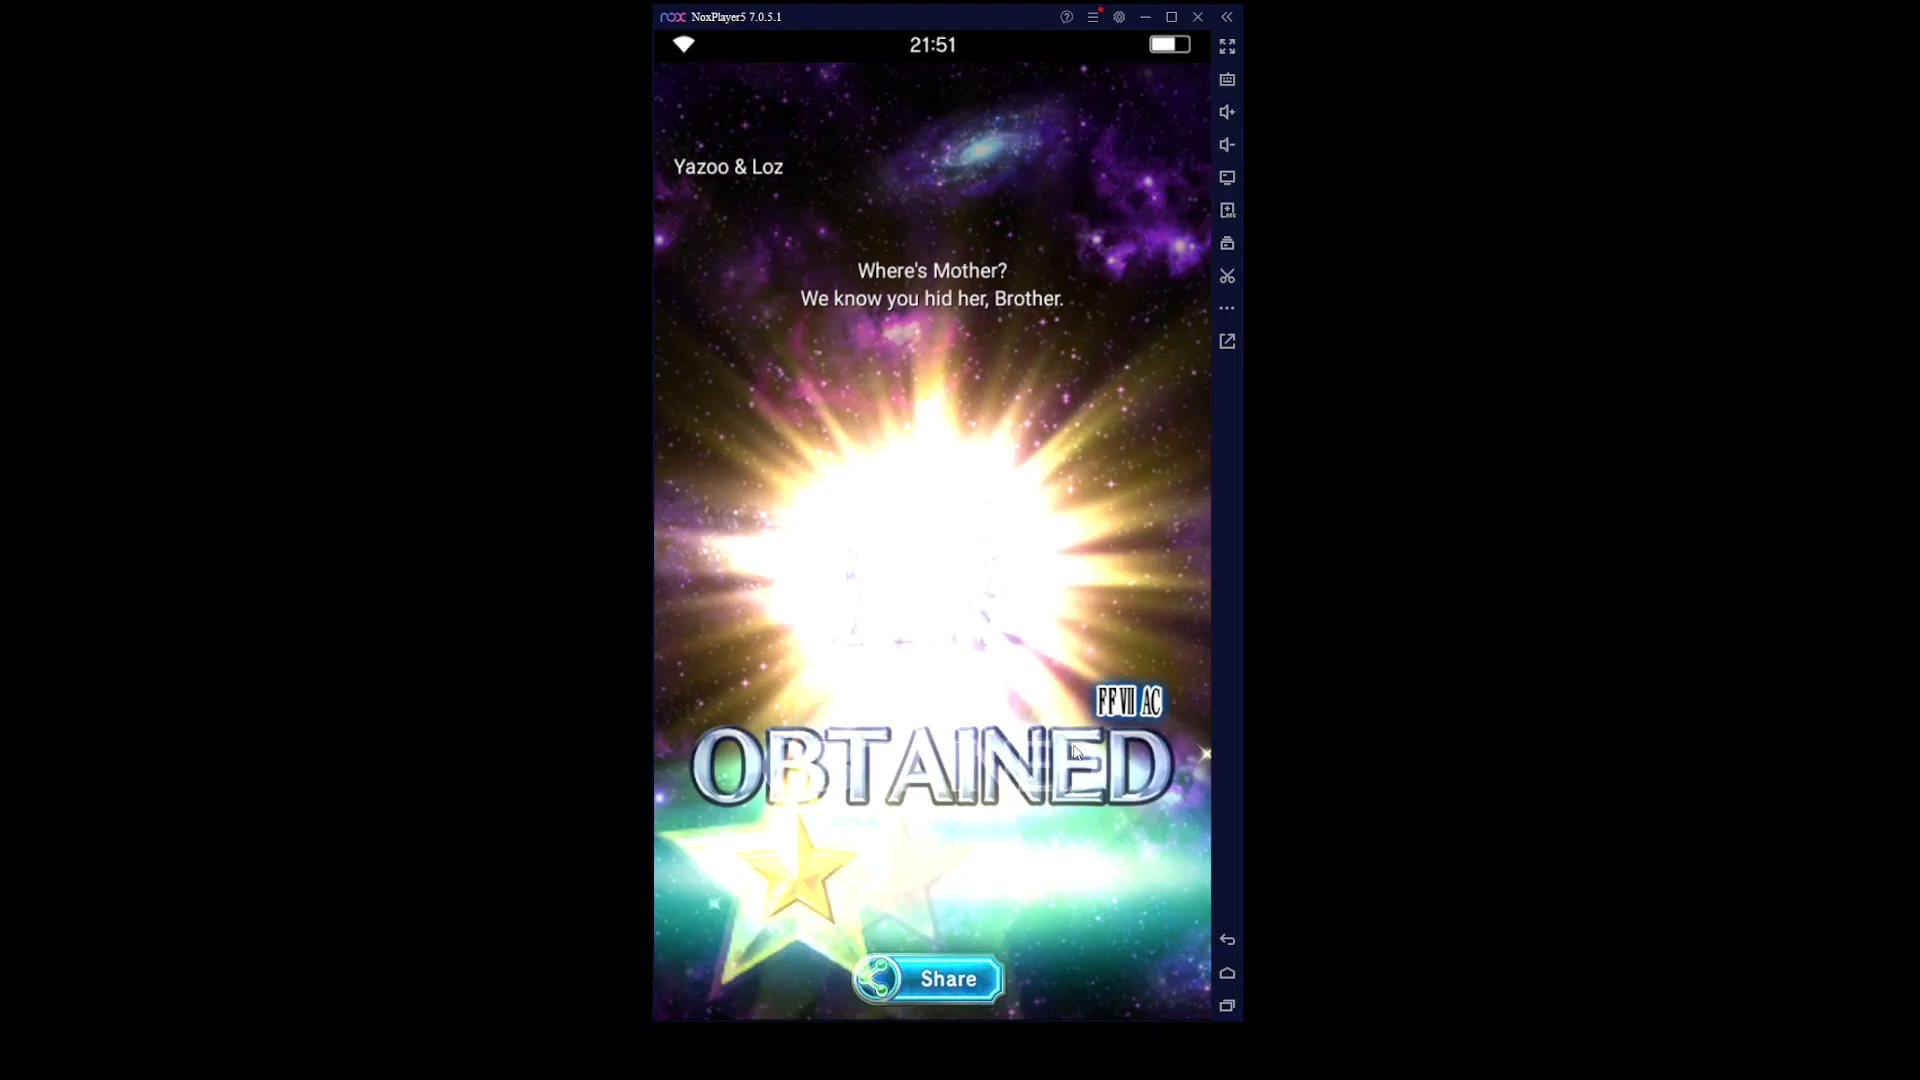 nox NoxPlayer5 7.0.5.1
21:51
Yazoo & Loz
Where's Mother?
We know you hid her, Brother.
FFVII AC
OBTAINED
Share